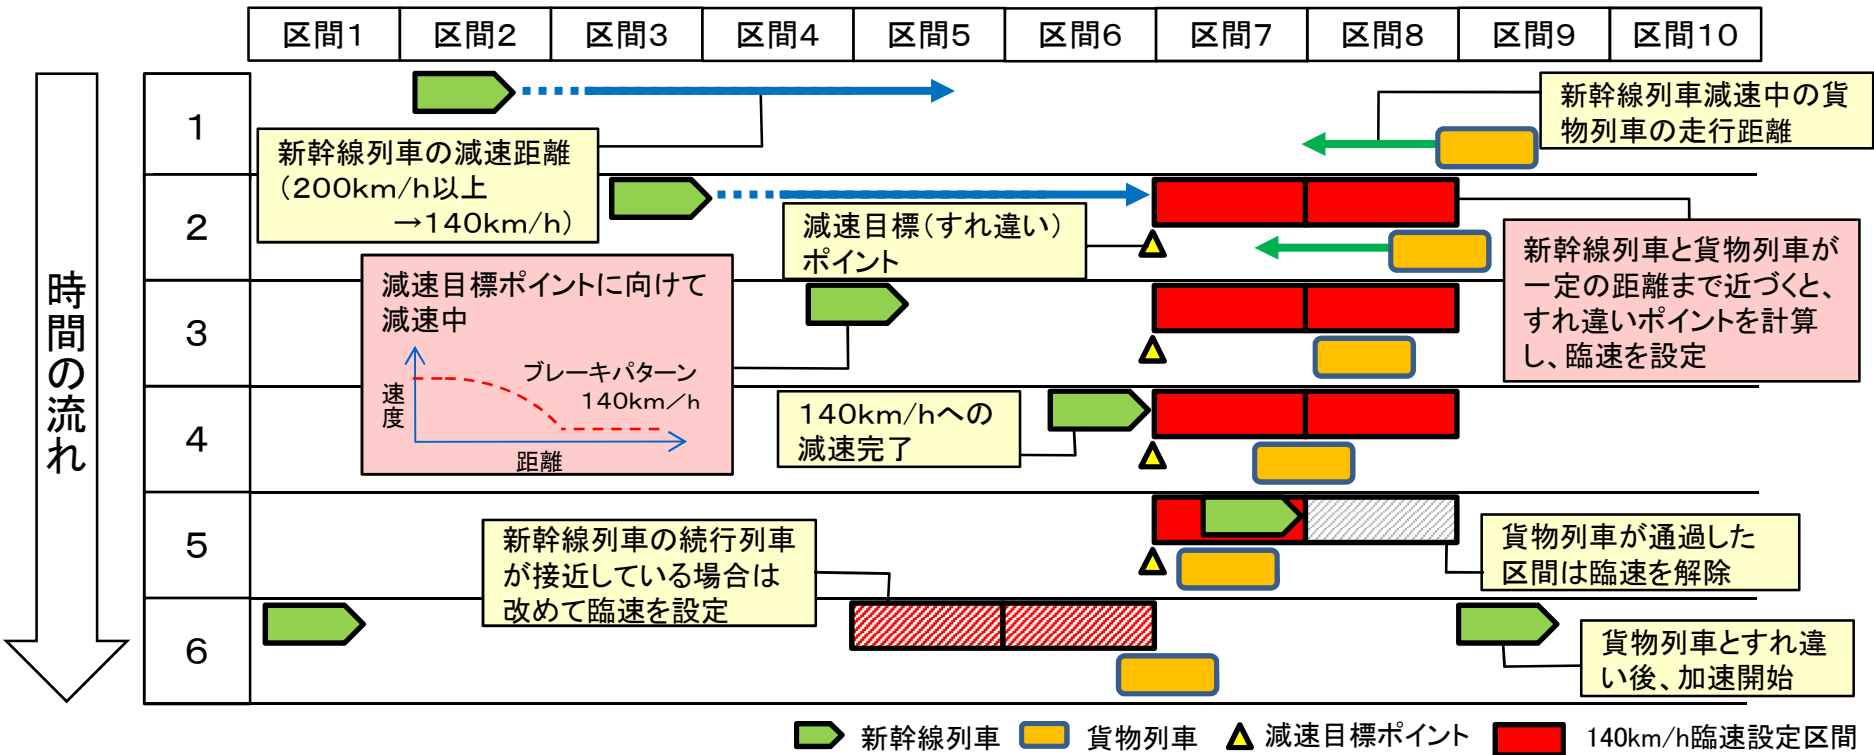 区間1 区間2 区間3 区間4 区間5 区間6 区間7 区間8 区間9 区間10
時間の流れ
1
新幹線列車の減速距離
(200km/h以上
→140km/h)
新幹線列車減速中の貨
物列車の走行距離
2
減速目標(すれ違い)
ポイント
新幹線列車と貨物列車が
一定の距離まで近づくと、
すれ違いポイントを計算
し、臨速を設定
3
減速目標ポイントに向けて
減速中
速度
ブレーキパターン
140km/h
距離
4
140km/hへの
減速完了
5
新幹線列車の続行列車
が接近している場合は
改めて臨速を設定
貨物列車が通過した
区間は臨速を解除
6
貨物列車とすれ違
い後、加速開始
新幹線列車 貨物列車 減速目標ポイント 140km/h臨速設定区間